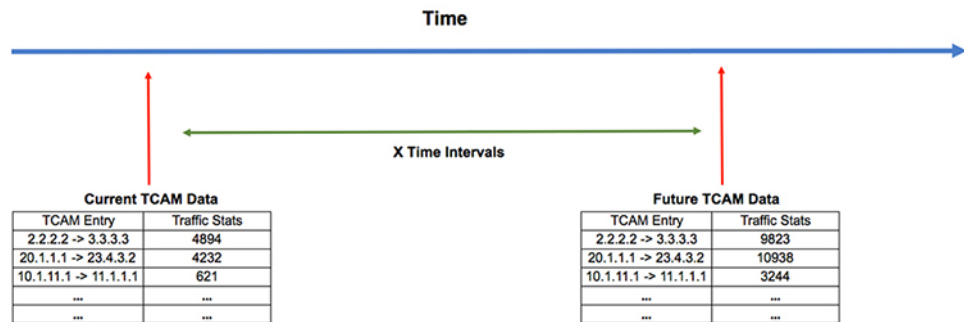 Time
X Time Intervals
Current TCAM Data
TCAM Entry Traffic Stats
2.2.2.2 -> 3.3.3.3 4894
20.1.1.1 -> 23.4.3.2 4232
10.1.11.1 -> 11.1.1.1 621
... ...
... ...
Future TCAM Data
TCAM Entry Traffic Stats
2.2.2.2 -> 3.3.3.3 9823
20.1.1.1 -> 23.4.3.2 10938
10.1.11.1 -> 11.1.1.1 3244
... ...
... ...